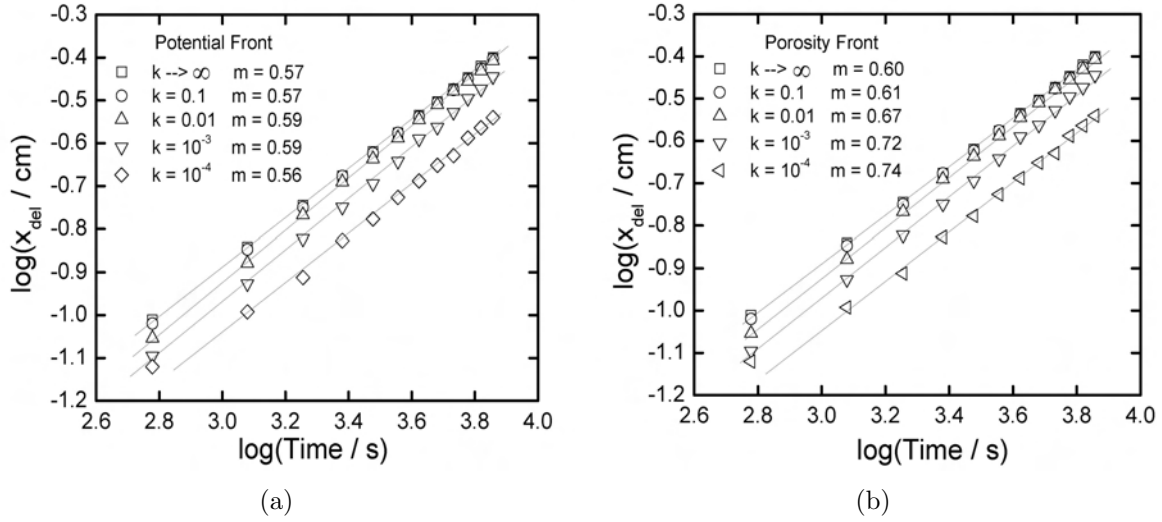 Potential Front
k --> ∞ m = 0.57
k = 0.1 m = 0.57
k = 0.01 m = 0.59
k = 10⁻³ m = 0.59
k = 10⁻⁴ m = 0.56
-0.3
-0.4
-0.5
-0.6
-0.7
-0.8
-0.9
-1.0
-1.1
-1.2
2.6 2.8 3.0 3.2 3.4 3.6 3.8 4.0
log(x_del / cm)
log(Time / s)
(a)
Porosity Front
k --> ∞ m = 0.60
k = 0.1 m = 0.61
k = 0.01 m = 0.67
k = 10⁻³ m = 0.72
k = 10⁻⁴ m = 0.74
-0.3
-0.4
-0.5
-0.6
-0.7
-0.8
-0.9
-1.0
-1.1
-1.2
2.6 2.8 3.0 3.2 3.4 3.6 3.8 4.0
log(x_del / cm)
log(Time / s)
(b)